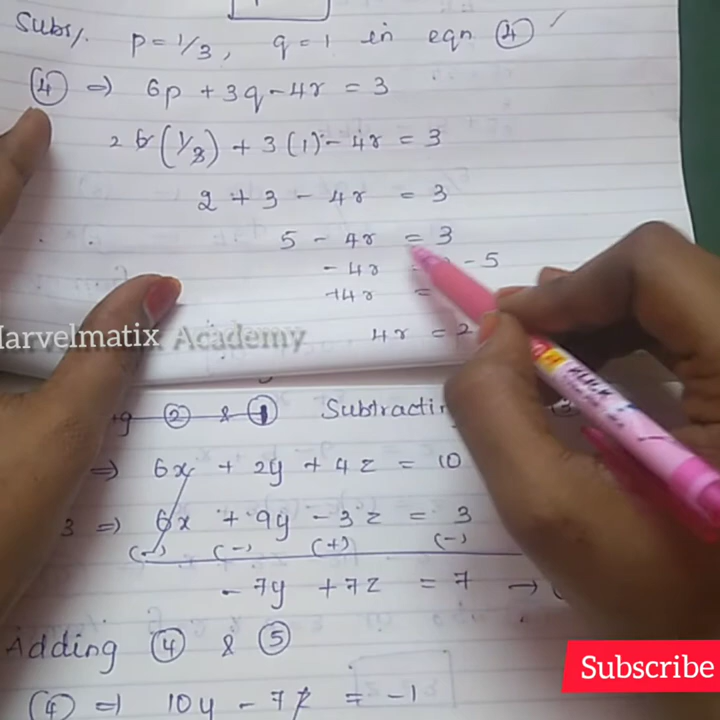 Subs/. p = 1/3, q = 1 in eqn ④
④ ⇒ 6p + 3q - 4r = 3
2 6 (1/3) + 3 (1) - 4r = 3
2 + 3 - 4r = 3
5 - 4r = 3
- 4r - 5
+4r =
4r = 2
Marvelmatix Academy
② & ① Subtracti
⇒ 6x + 2y + 4z = 10
3 ⇒ 6x + 9y - 3z = 3
(-) (-) (+) (-)
- 7y + 7z = 7 →
Adding ④ & ⑤
Subscribe
④ ⇒ 10y - 7z = -1